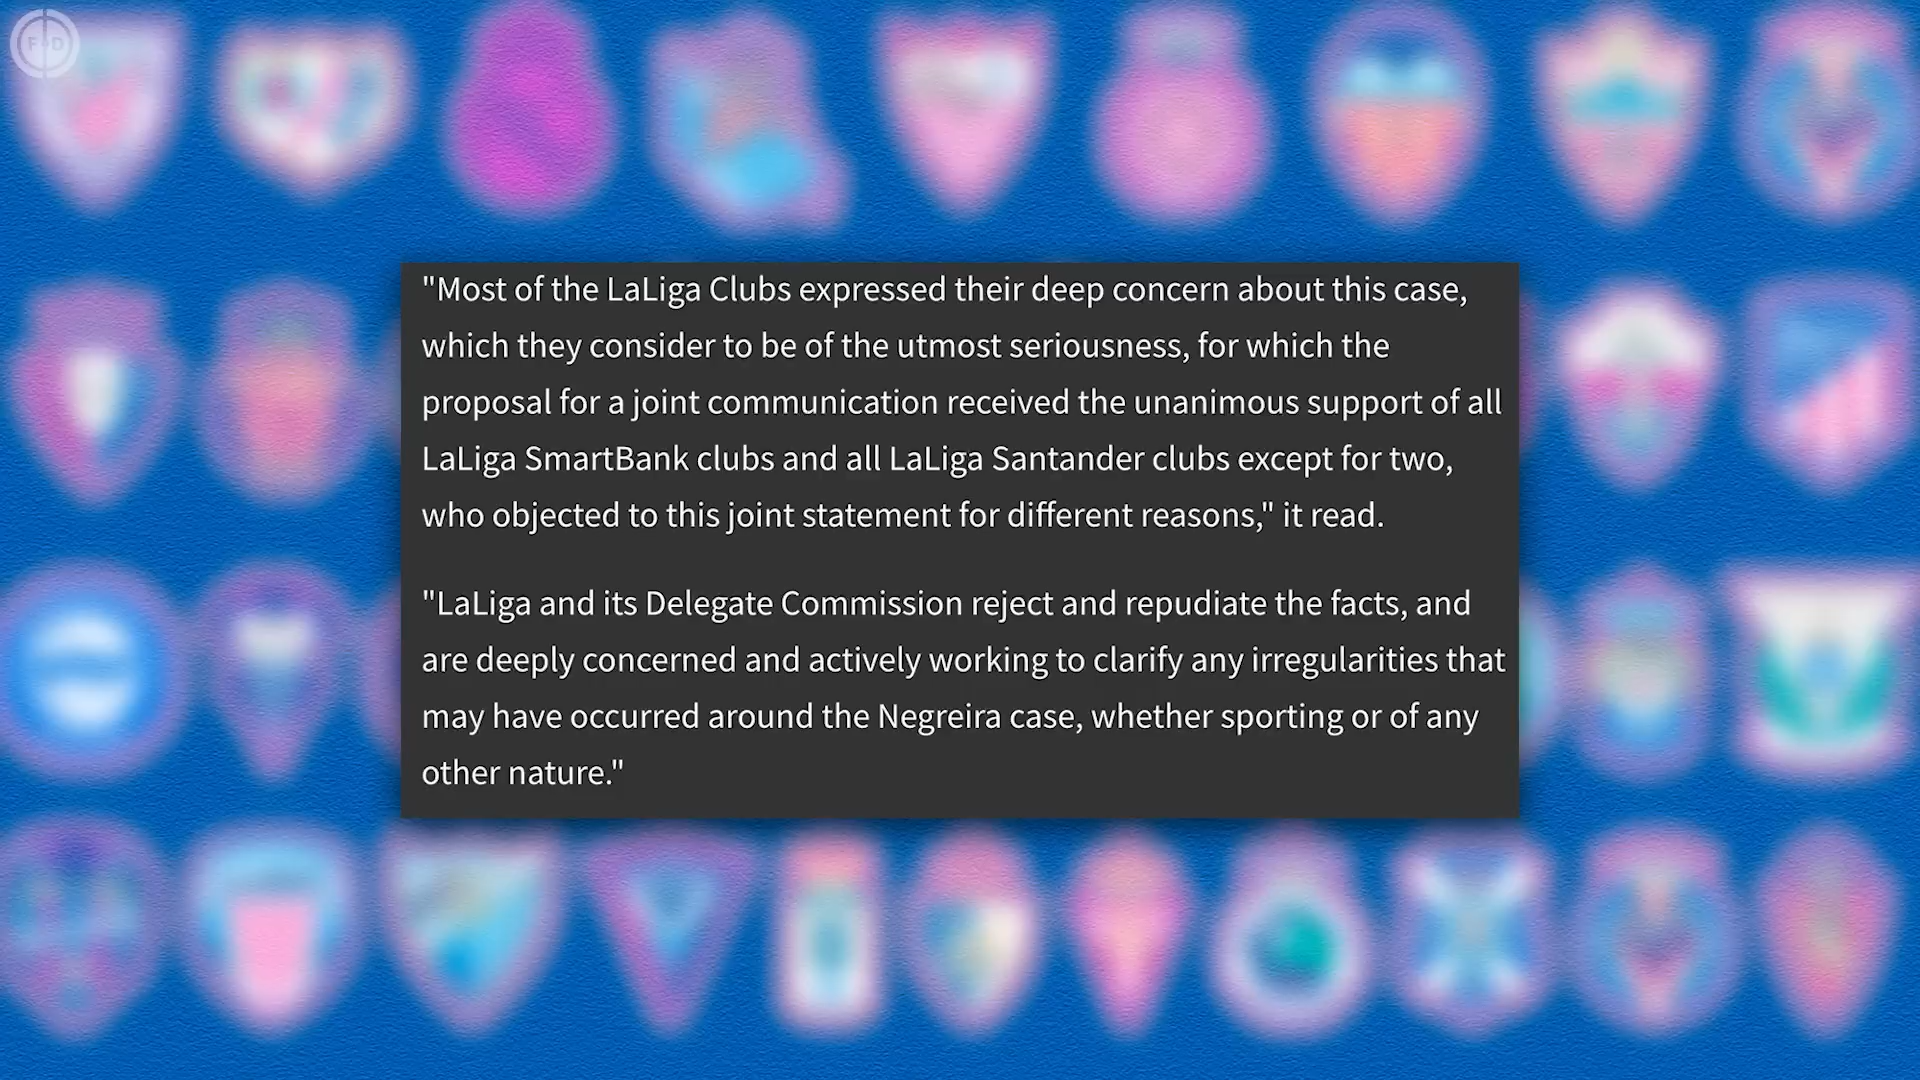 F D
"Most of the LaLiga Clubs expressed their deep concern about this case,
which they consider to be of the utmost seriousness, for which the
proposal for a joint communication received the unanimous support of all
LaLiga SmartBank clubs and all LaLiga Santander clubs except for two,
who objected to this joint statement for different reasons," it read.
"LaLiga and its Delegate Commission reject and repudiate the facts, and
are deeply concerned and actively working to clarify any irregularities that
may have occurred around the Negreira case, whether sporting or of any
other nature."